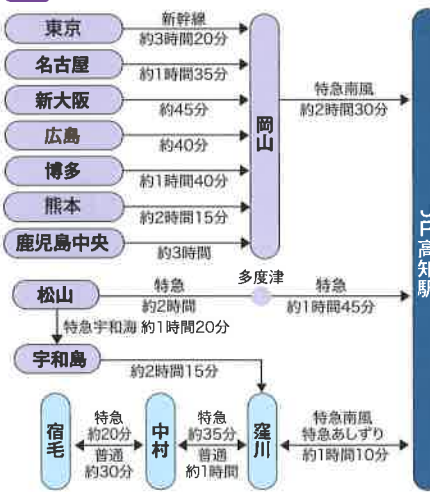 東京
新幹線
約3時間20分
名古屋
約1時間35分
新大阪
約45分
広島
約40分
博多
約1時間40分
熊本
約2時間15分
鹿児島中央
約3時間
岡山
特急南風
約2時間30分
JR高知駅
松山
特急
約2時間
多度津
特急
約1時間45分
特急宇和海 約1時間20分
宇和島
約2時間15分
宿毛
特急
約20分
普通
約30分
中村
特急
約35分
普通
約1時間
窪川
特急南風
特急あしずり
約1時間10分